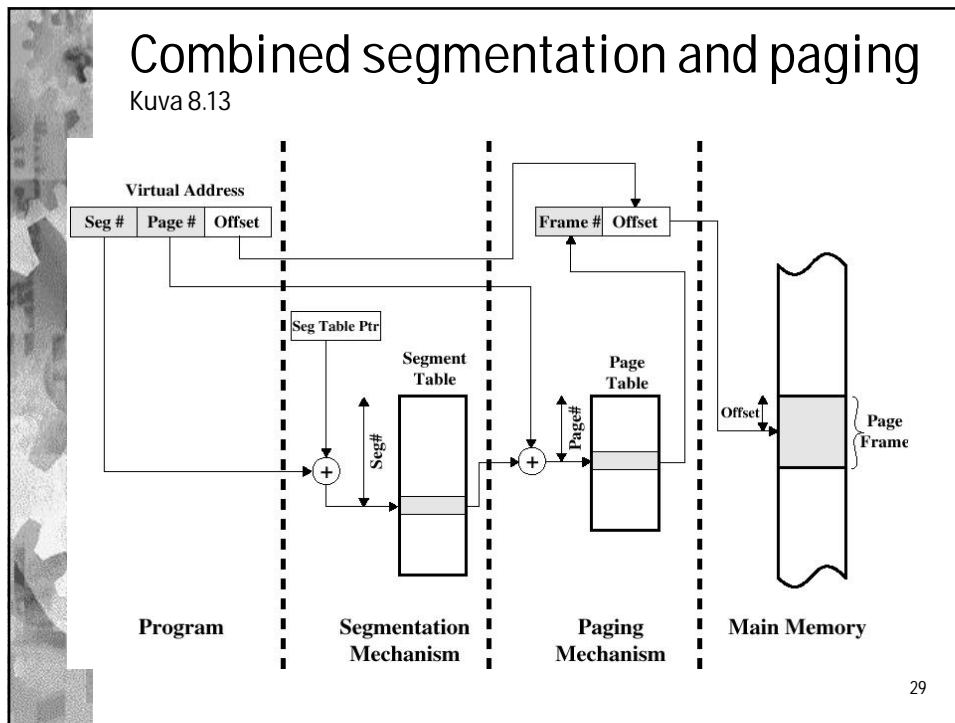 Combined segmentation and paging
Kuva 8.13
Virtual Address
Seg # Page # Offset
Frame # Offset
Seg Table Ptr
Segment
Table
Page
Table
Seg#
Page#
+
+
Offset
Page
Frame
Program
Segmentation
Mechanism
Paging
Mechanism
Main Memory
29